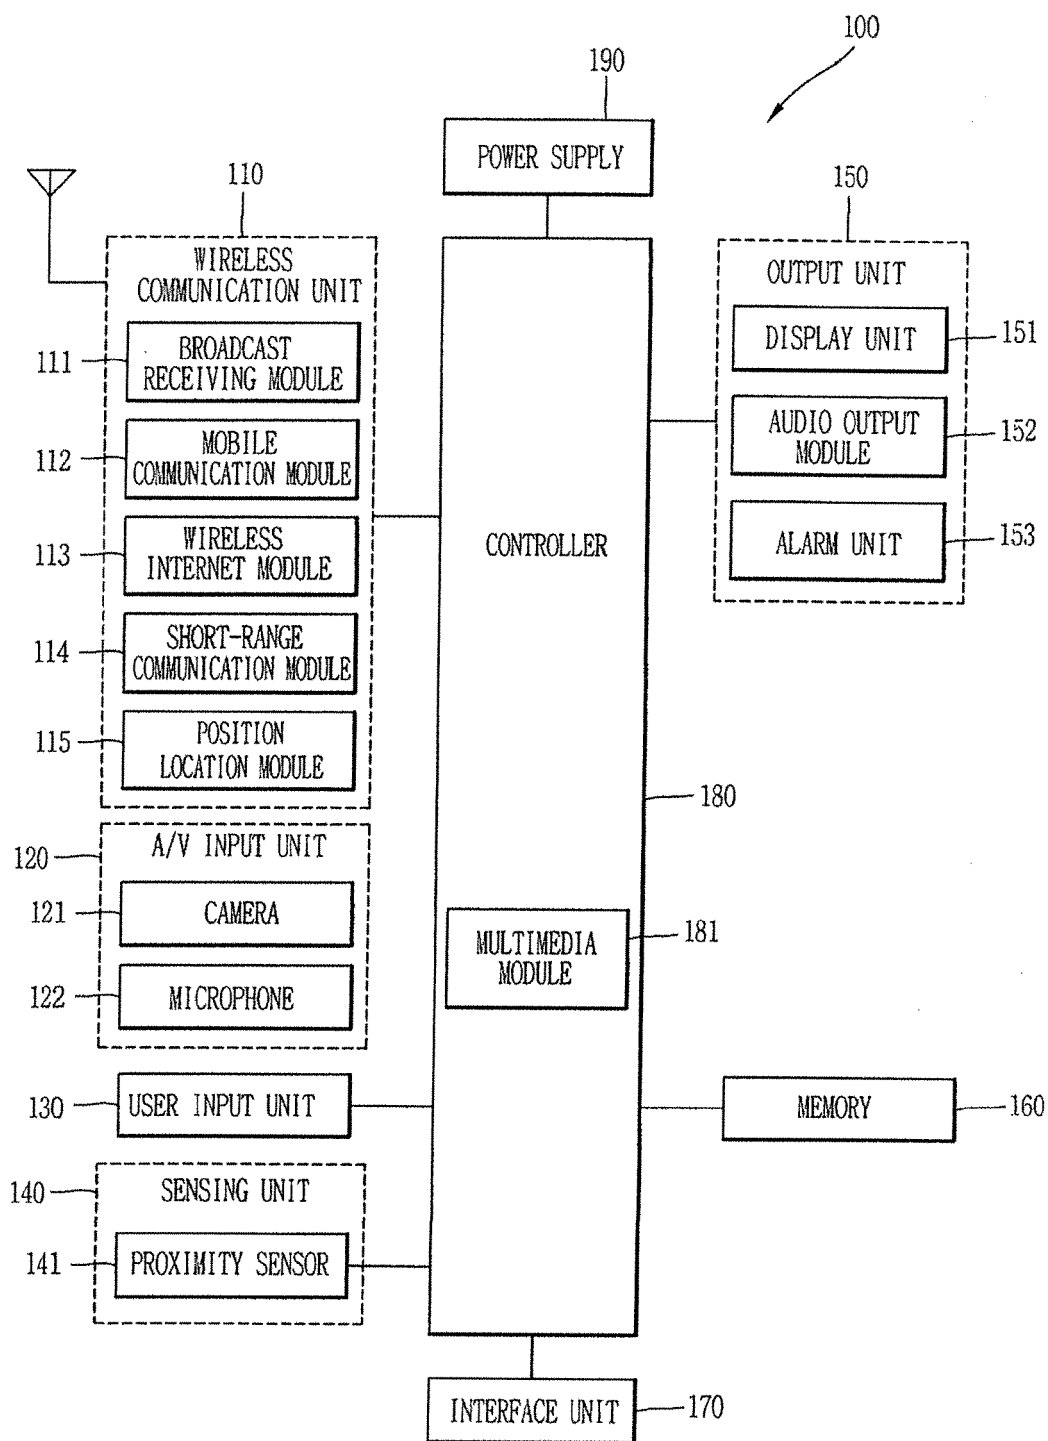 100
190
POWER SUPPLY
110
150
WIRELESS
COMMUNICATION UNIT
111
BROADCAST
RECEIVING MODULE
112
MOBILE
COMMUNICATION MODULE
113
WIRELESS
INTERNET MODULE
114
SHORT-RANGE
COMMUNICATION MODULE
115
POSITION
LOCATION MODULE
120
A/V INPUT UNIT
121
CAMERA
122
MICROPHONE
130
USER INPUT UNIT
140
SENSING UNIT
141
PROXIMITY SENSOR
CONTROLLER
180
MULTIMEDIA
MODULE
181
OUTPUT UNIT
DISPLAY UNIT
151
AUDIO OUTPUT
MODULE
152
ALARM UNIT
153
MEMORY
160
INTERFACE UNIT
170